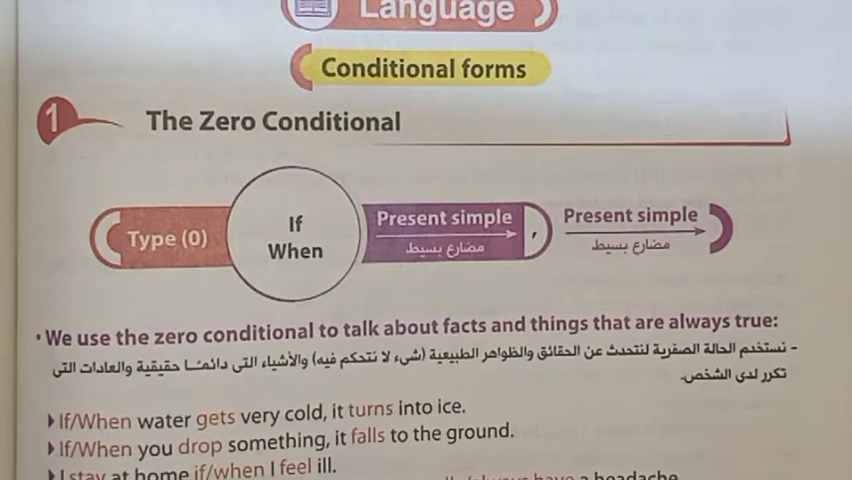 Language
Conditional forms
1 The Zero Conditional
Type (0)
If
When
Present simple
مضارع بسيط
,
Present simple
مضارع بسيط
• We use the zero conditional to talk about facts and things that are always true:
- نستخدم الحالة الصفرية لنتحدث عن الحقائق والظواهر الطبيعية (شىء لا نتحكم فيه) والأشياء التى دائمًا حقيقية والعادات التى
تكرر لدى الشخص.
If/When water gets very cold, it turns into ice.
If/When you drop something, it falls to the ground.
I stay at home if/when I feel ill.
always have a headache